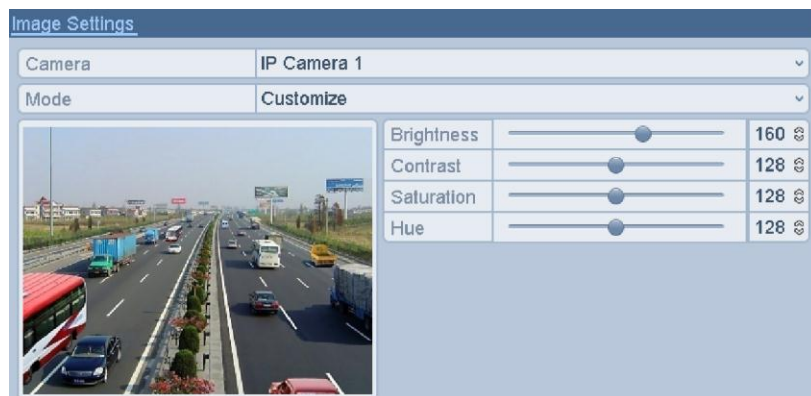 Image Settings
Camera IP Camera 1
Mode Customize
Brightness 160
Contrast 128
Saturation 128
Hue 128